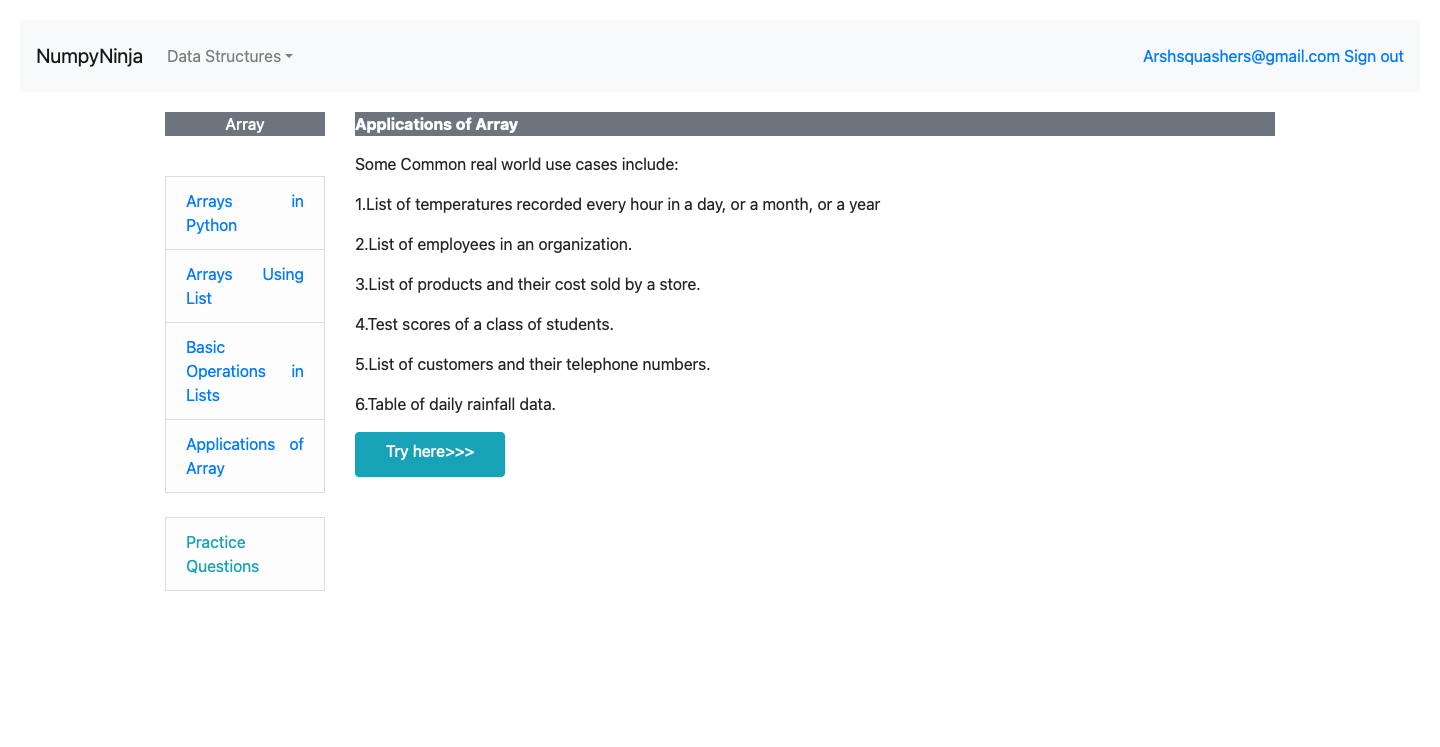 NumpyNinja Data Structures Arshsquashers@gmail.com Sign out
Array
Arrays in
Python
Arrays Using
List
Basic
Operations in
Lists
Applications of
Array
Practice
Questions
Applications of Array
Some Common real world use cases include:
1.List of temperatures recorded every hour in a day, or a month, or a year
2.List of employees in an organization.
3.List of products and their cost sold by a store.
4.Test scores of a class of students.
5.List of customers and their telephone numbers.
6.Table of daily rainfall data.
Try here>>>